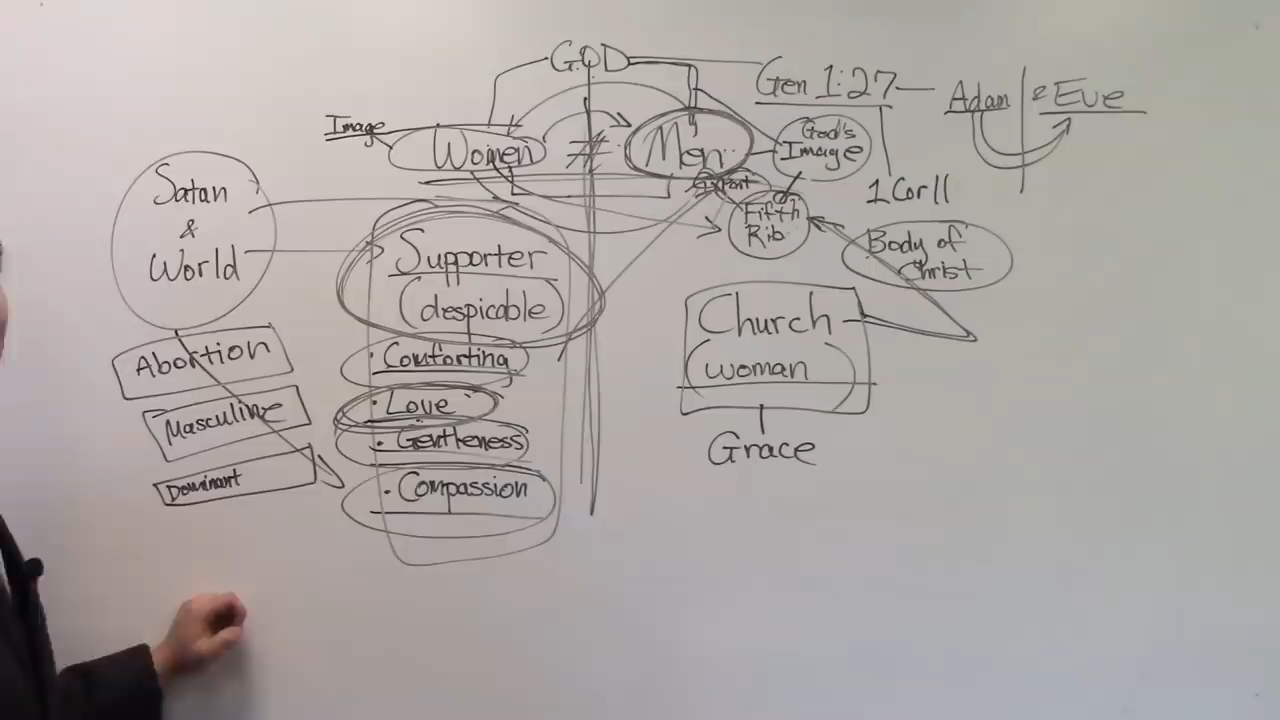 GOD
Gen 1:27
Adam & Eve
Image
Women
≠
Men
God's
Image
1 Cor 11
Fifth
Rib
Body of
Christ
Satan
&
World
Supporter
(despicable)
Church
woman
Grace
Abortion
Masculine
Dominant
· Comforting
· Love
· Gentleness
· Compassion